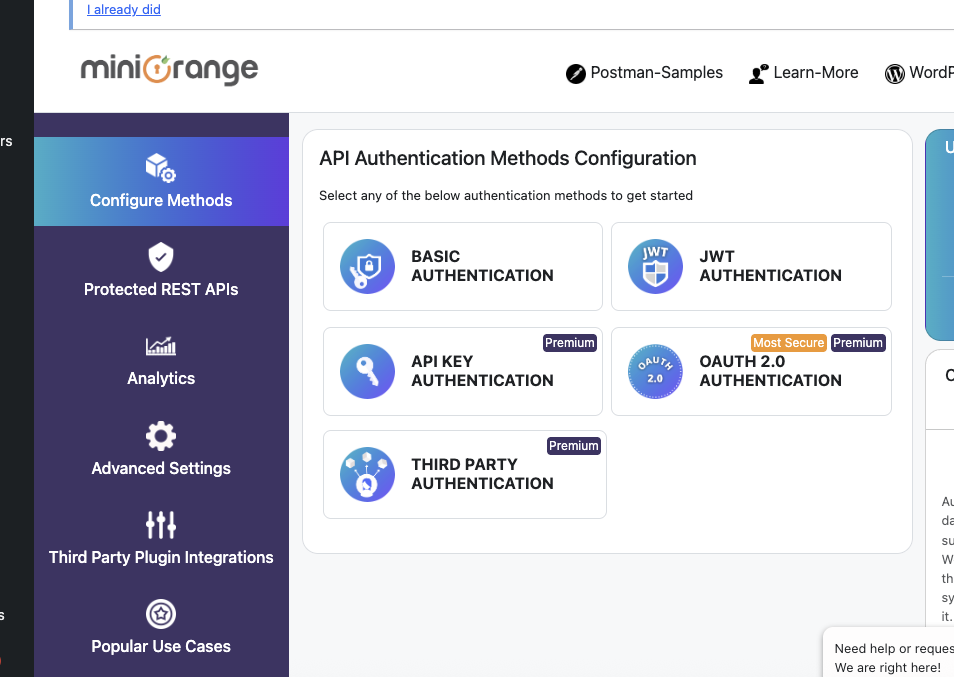 I already did
miniOrange
Postman-Samples
Learn-More
WordP
rs
Configure Methods
Protected REST APIs
Analytics
Advanced Settings
Third Party Plugin Integrations
Popular Use Cases
s
API Authentication Methods Configuration
Select any of the below authentication methods to get started
BASIC
AUTHENTICATION
JWT
JWT
AUTHENTICATION
Premium
API KEY
AUTHENTICATION
Most Secure
Premium
OAUTH
2.0
OAUTH 2.0
AUTHENTICATION
Premium
THIRD PARTY
AUTHENTICATION
U
C
Au
da
su
W
th
sy
it.
Need help or reques
We are right here!